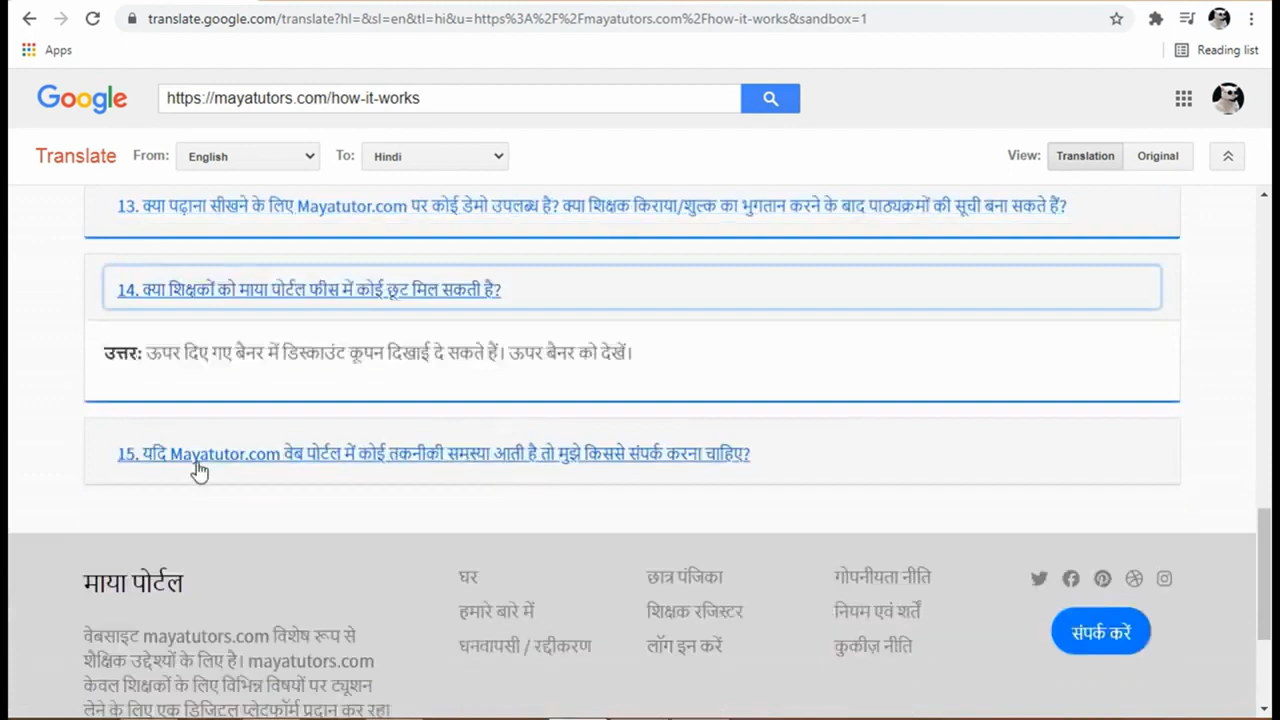 translate.google.com/translate?hl=&sl=en&tl=hi&u=https%3A%2F%2Fmayatutors.com%2Fhow-it-works&sandbox=1
Apps
Reading list
Google
https://mayatutors.com/how-it-works
Translate From: English To: Hindi View: Translation Original
13. क्या पढ़ाना सीखने के लिए Mayatutor.com पर कोई डेमो उपलब्ध है? क्या शिक्षक किराया/शुल्क का भुगतान करने के बाद पाठ्यक्रमों की सूची बना सकते हैं?
14. क्या शिक्षकों को माया पोर्टल फीस में कोई छूट मिल सकती है?
उत्तर: ऊपर दिए गए बैनर में डिस्काउंट कूपन दिखाई दे सकते हैं। ऊपर बैनर को देखें।
15. यदि Mayatutor.com वेब पोर्टल में कोई तकनीकी समस्या आती है तो मुझे किससे संपर्क करना चाहिए?
माया पोर्टल
वेबसाइट mayatutors.com विशेष रूप से
शैक्षिक उद्देश्यों के लिए है। mayatutors.com
केवल शिक्षकों के लिए विभिन्न विषयों पर ट्यूशन
लेने के लिए एक डिजिटल प्लेटफॉर्म प्रदान कर रहा
घर
हमारे बारे में
धनवापसी / रद्दीकरण
छात्र पंजिका
शिक्षक रजिस्टर
लॉग इन करें
गोपनीयता नीति
नियम एवं शर्तें
कुकीज़ नीति
संपर्क करें